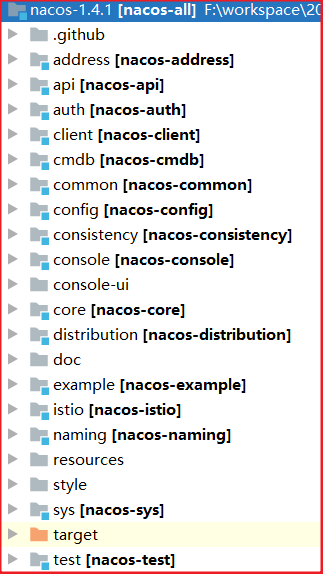 nacos-1.4.1 [nacos-all] F:\workspace\20
.github
address [nacos-address]
api [nacos-api]
auth [nacos-auth]
client [nacos-client]
cmdb [nacos-cmdb]
common [nacos-common]
config [nacos-config]
consistency [nacos-consistency]
console [nacos-console]
console-ui
core [nacos-core]
distribution [nacos-distribution]
doc
example [nacos-example]
istio [nacos-istio]
naming [nacos-naming]
resources
style
sys [nacos-sys]
target
test [nacos-test]